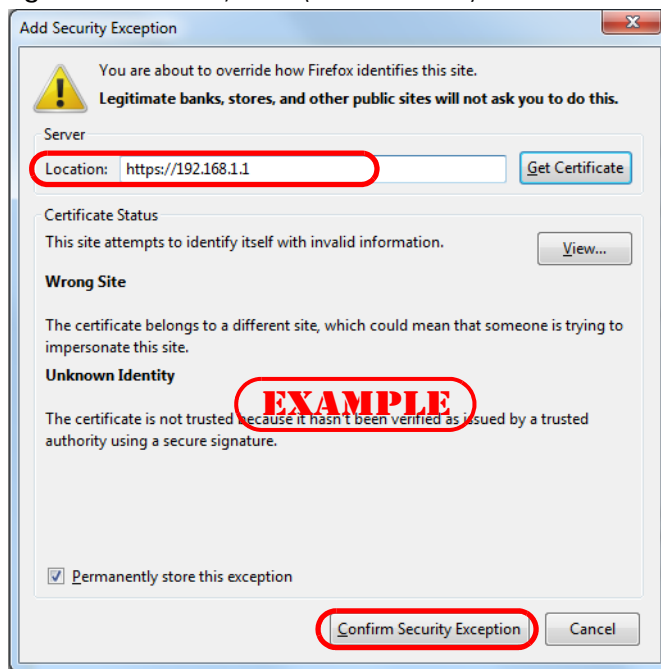 Add Security Exception
You are about to override how Firefox identifies this site.
Legitimate banks, stores, and other public sites will not ask you to do this.
Server
Location: https://192.168.1.1 Get Certificate
Certificate Status
This site attempts to identify itself with invalid information. View...
Wrong Site
The certificate belongs to a different site, which could mean that someone is trying to
impersonate this site.
Unknown Identity
EXAMPLE
The certificate is not trusted because it hasn't been verified as issued by a trusted
authority using a secure signature.
Permanently store this exception
Confirm Security Exception Cancel